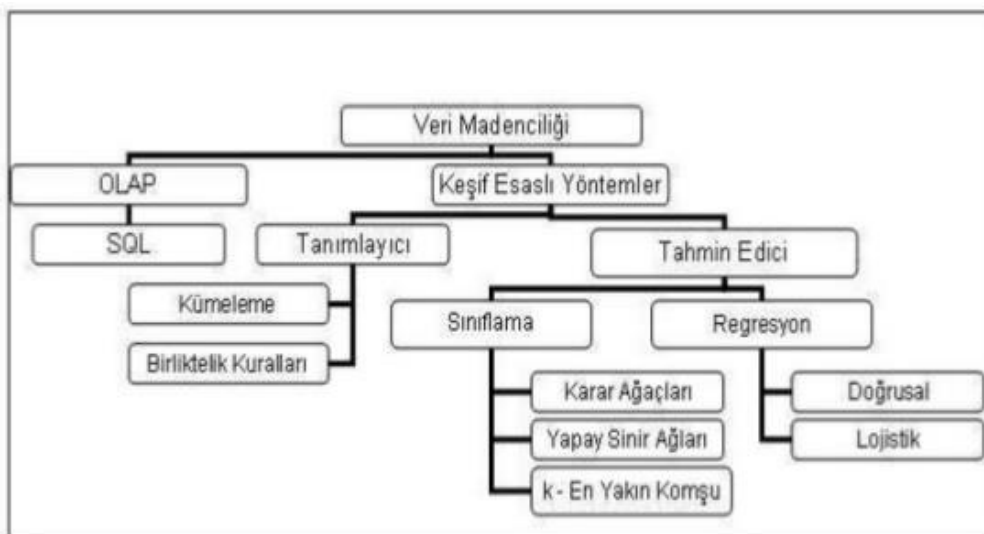 Veri Madenciliği
OLAP
Keşif Esaslı Yöntemler
SQL
Tanımlayıcı
Tahmin Edici
Kümeleme
Birliktelik Kuralları
Sınıflama
Regresyon
Karar Ağaçları
Yapay Sinir Ağları
k - En Yakın Komşu
Doğrusal
Lojistik